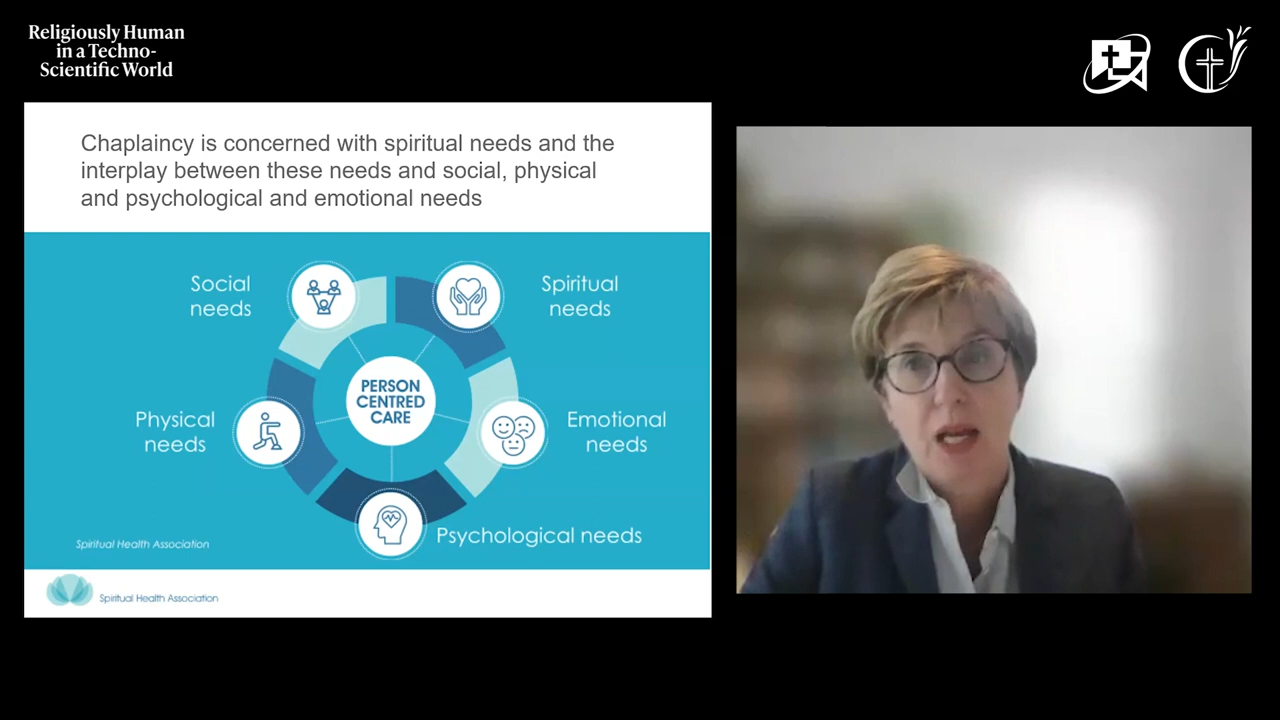 Religiously Human
in a Techno-
Scientific World
Chaplaincy is concerned with spiritual needs and the
interplay between these needs and social, physical
and psychological and emotional needs
Social
needs
Spiritual
needs
PERSON
CENTRED
CARE
Physical
needs
Emotional
needs
Psychological needs
Spiritual Health Association
Spiritual Health Association